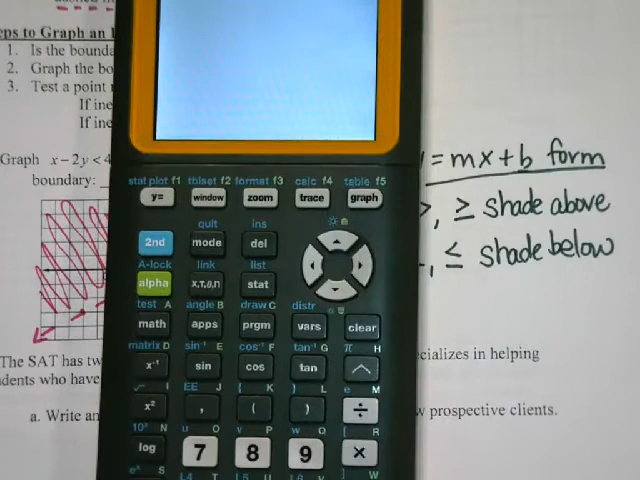 eps to Graph an I
1. Is the bounda
2. Graph the bo
3. Test a point
If ine
If ine
Graph x − 2y < 4
boundary:
= mx + b form
>, ≥ shade above
≤ shade below
stat plot f1 tblset f2 format f3 calc f4 table f5
y= window zoom trace graph
quit ins
2nd mode del
A-lock link list
alpha x,τ,θ,n stat
test A angle B draw C distr
math apps prgm vars clear
matrix D sin⁻¹ E cos⁻¹ F tan⁻¹ G π H
x⁻¹ sin cos tan ^
√ I EE J { K } L e M
x² , ( ) ÷
10ˣ N u O v P w Q [ R
log 7 8 9 ×
eˣ S L4 T L5 U L6 V ] W
The SAT has tw
ecializes in helping
dents who have
a. Write an
w prospective clients.